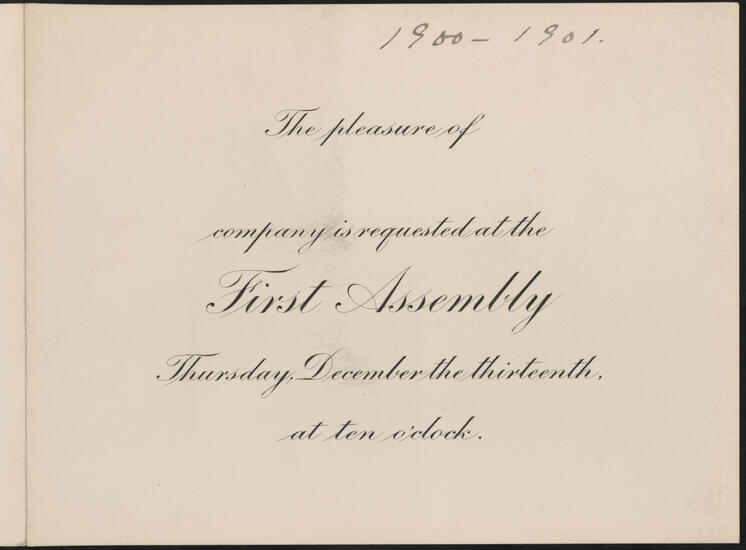 1900 - 1901.
The pleasure of
company is requested at the
First Assembly
Thursday, December the thirteenth,
at ten o'clock.